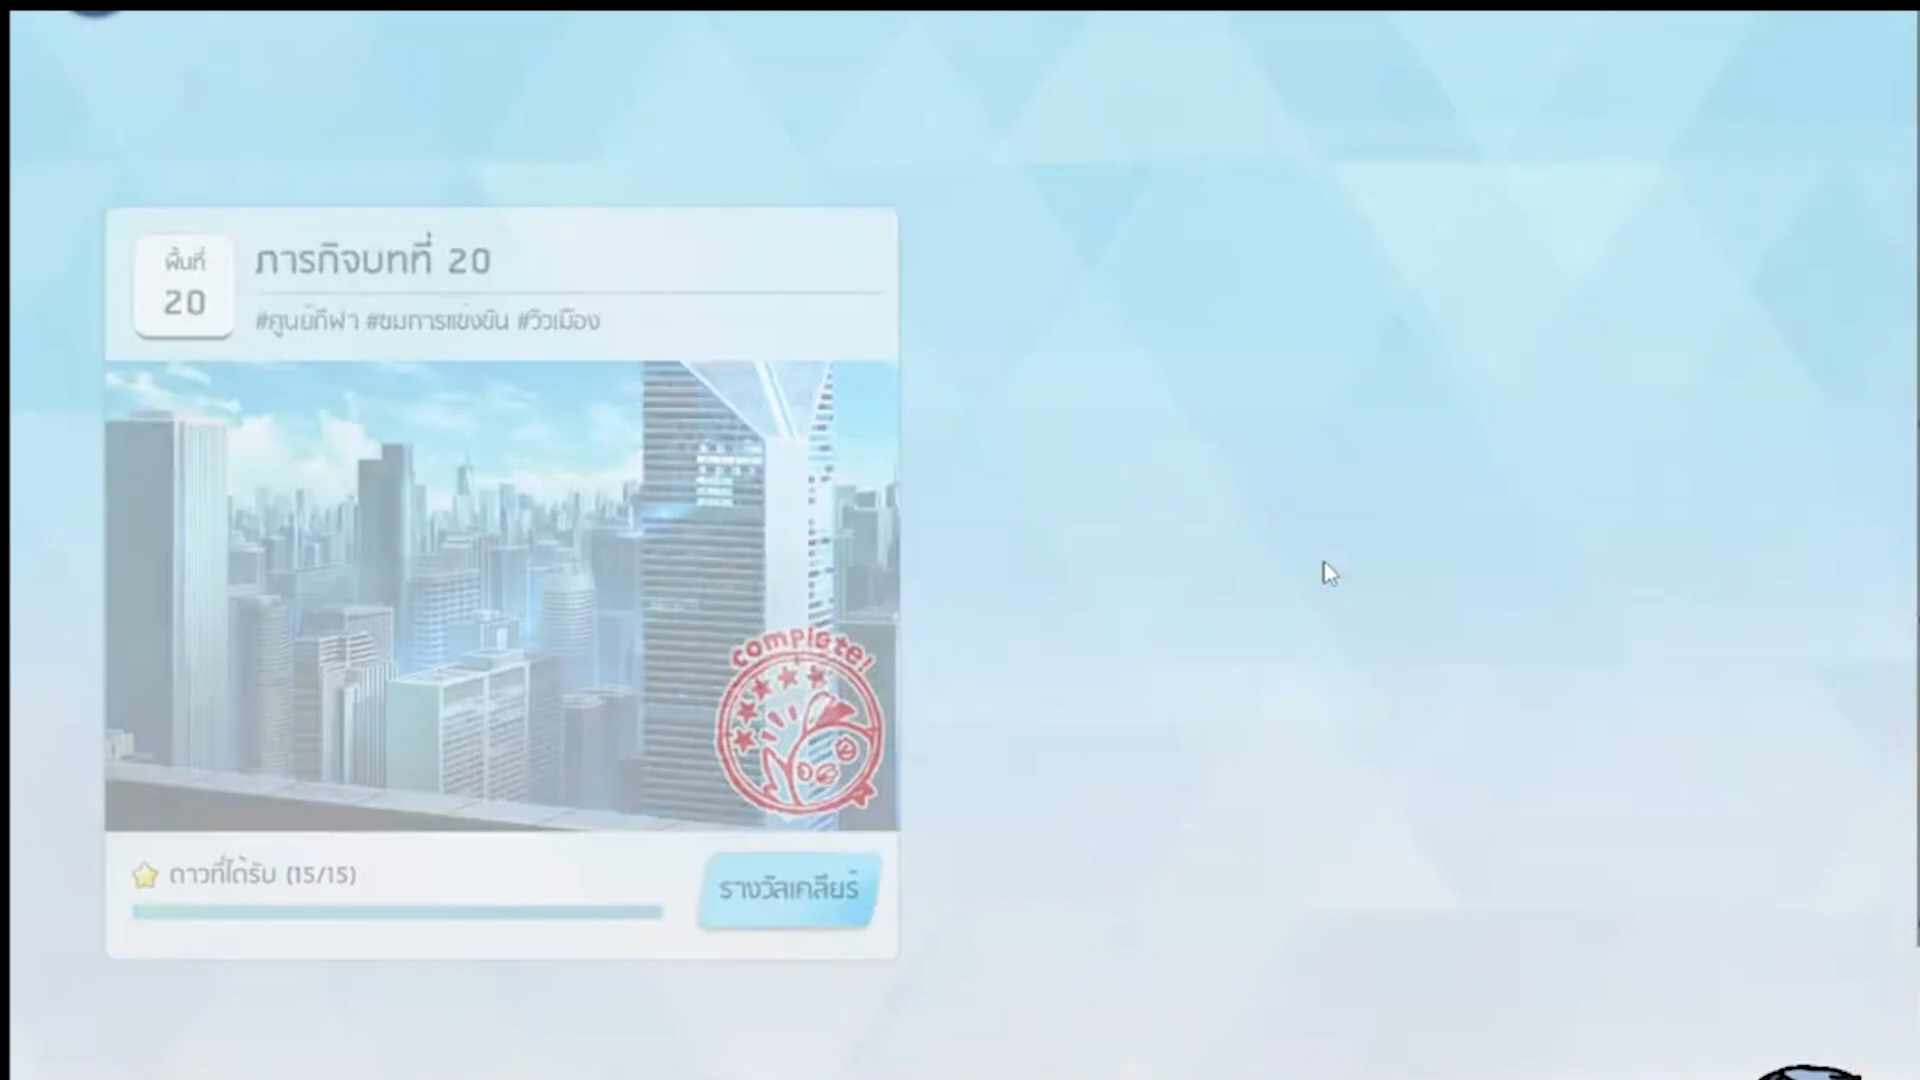 พื้นที่
20
ภารกิจบทที่ 20
#ศูนย์กีฬา #ชมการแข่งขัน #วิวเมือง
complete!
ดาวที่ได้รับ (15/15)
รางวัลเคลียร์